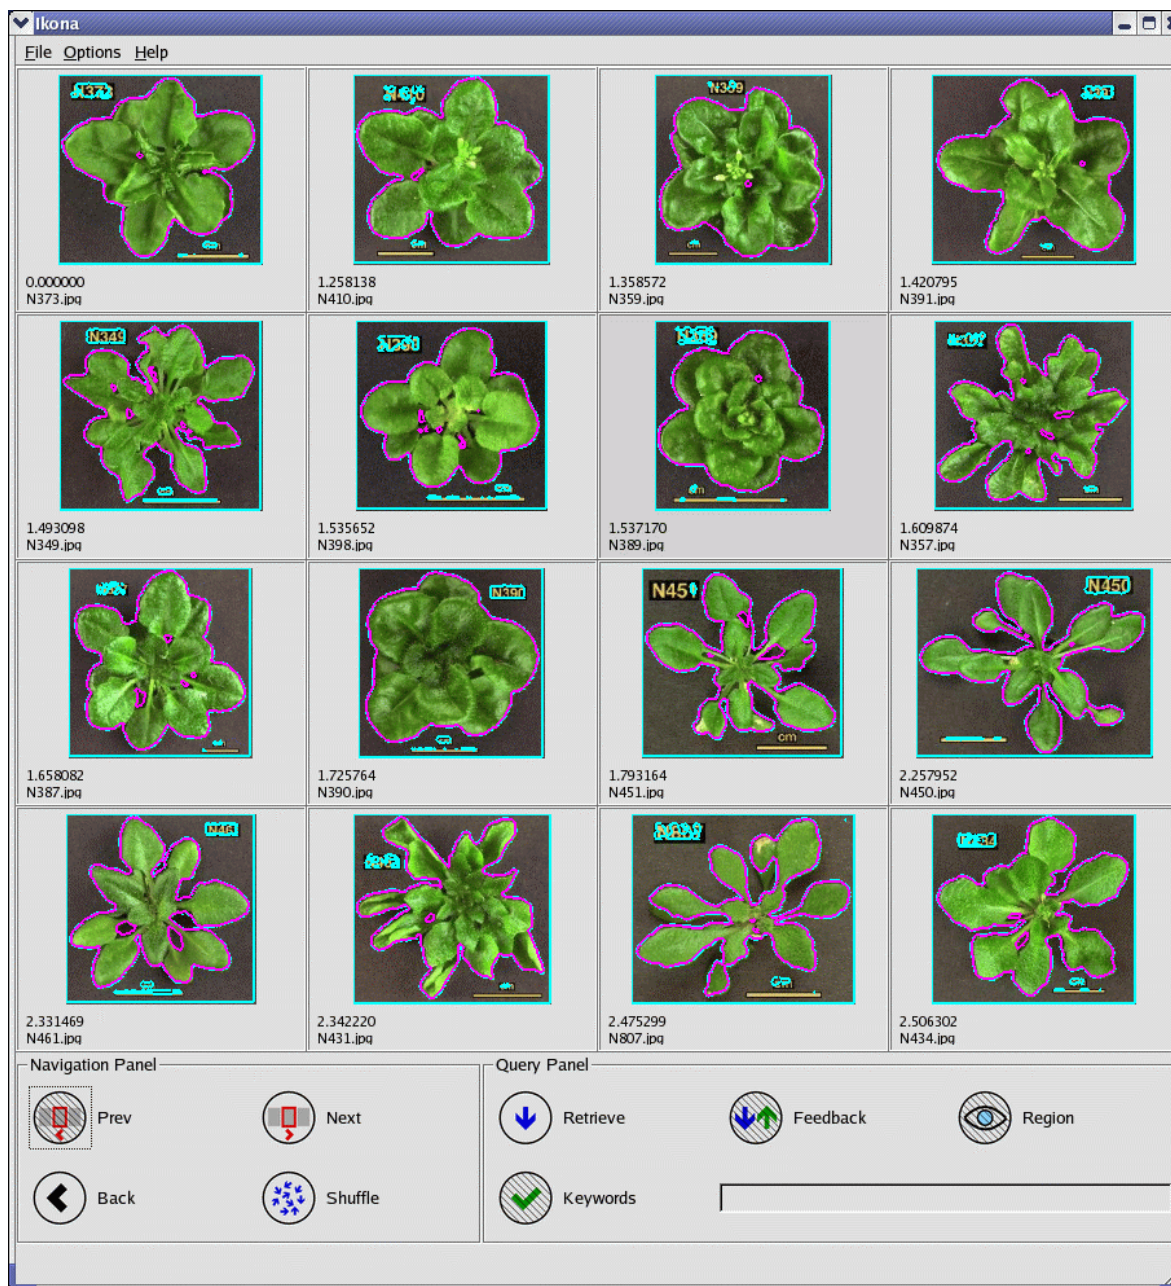 Ikona
File Options Help
N359
0.000000
N373.jpg
1.258138
N410.jpg
1.358572
N359.jpg
1.420795
N391.jpg
N349
1.493098
N349.jpg
1.535652
N398.jpg
1.537170
N389.jpg
1.609874
N357.jpg
N390
N45
N450
cm
1.658082
N387.jpg
1.725764
N390.jpg
1.793164
N451.jpg
2.257952
N450.jpg
2.331469
N461.jpg
2.342220
N431.jpg
2.475299
N807.jpg
2.506302
N434.jpg
Navigation Panel
Prev
Next
Back
Shuffle
Query Panel
Retrieve
Feedback
Region
Keywords